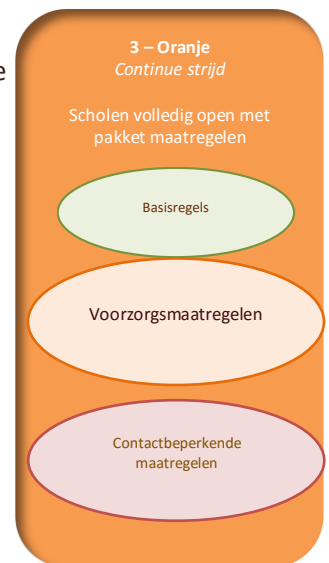 3 – Oranje
Continue strijd
e
Scholen volledig open met
pakket maatregelen
Basisregels
Voorzorgsmaatregelen
Contactbeperkende
maatregelen